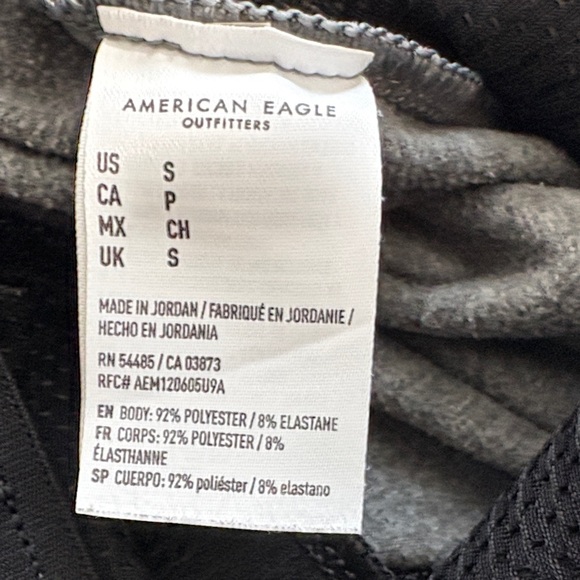 AMERICAN EAGLE
OUTFITTERS
US S
CA P
MX CH
UK S
MADE IN JORDAN / FABRIQUÉ EN JORDANIE /
HECHO EN JORDANIA
RN 54485 / CA 03873
RFC# AEM120605U9A
EN BODY: 92% POLYESTER / 8% ELASTANE
FR CORPS: 92% POLYESTER / 8%
ÉLASTHANNE
SP CUERPO: 92% poliéster / 8% elastano